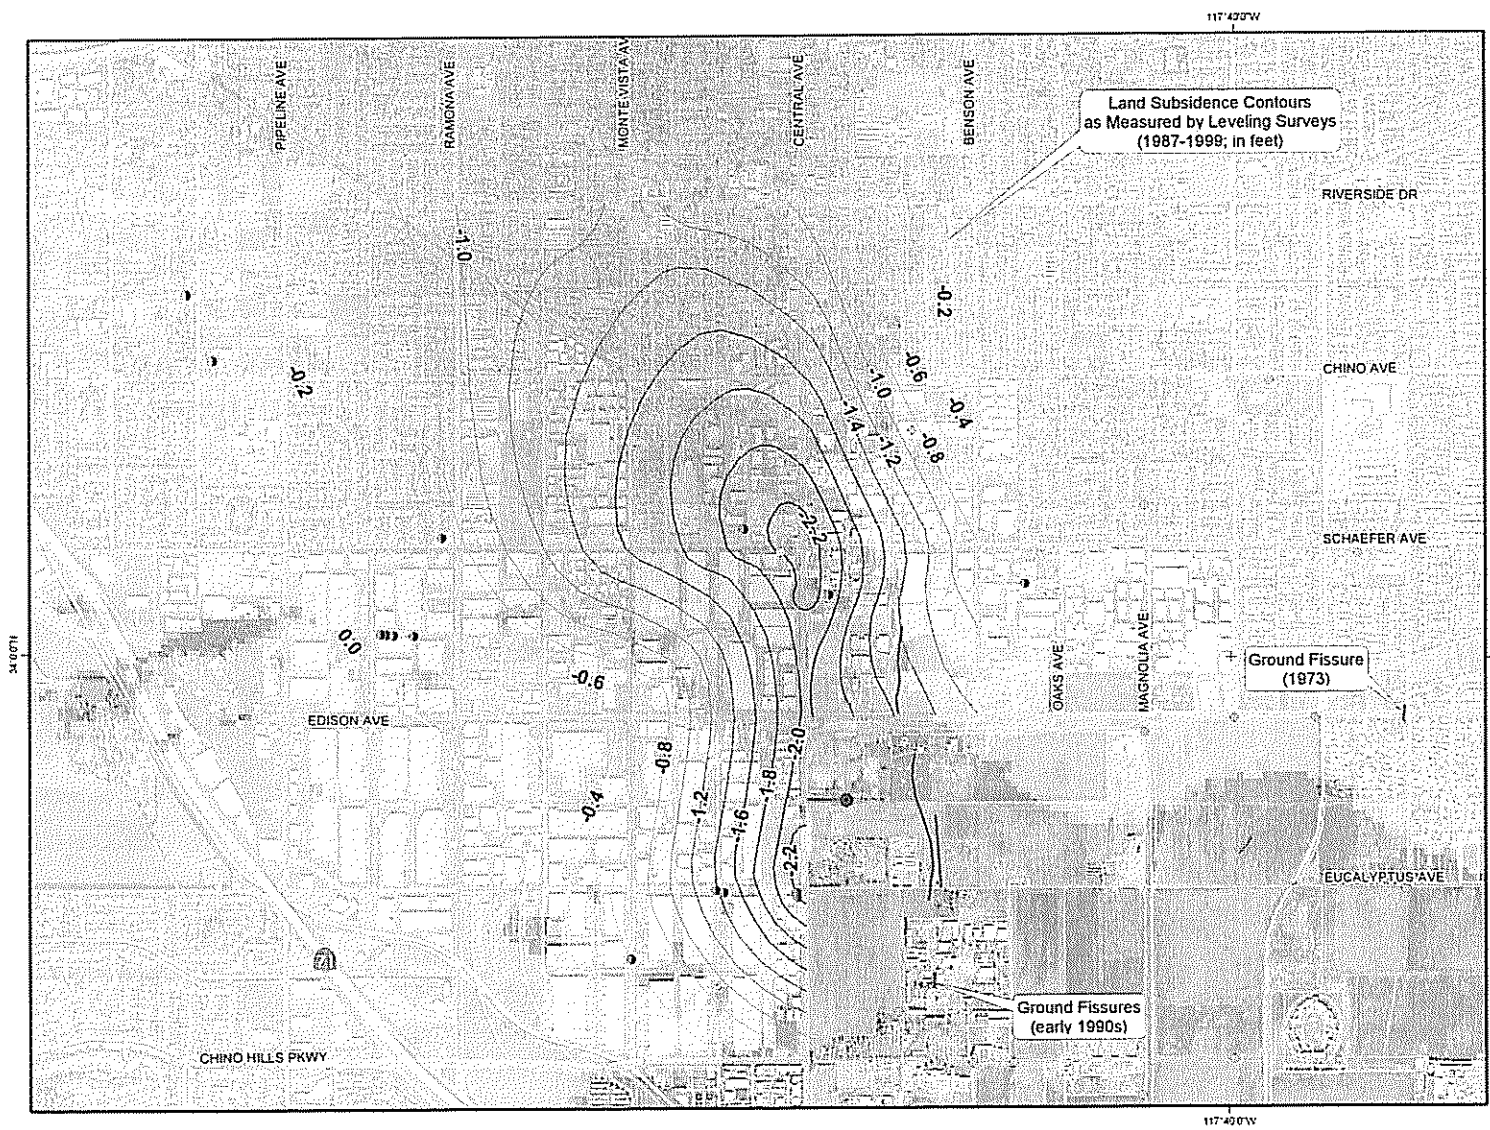 117°40'0"W
PIPELINE AVE
RAMONA AVE
MONTE VISTA AV
CENTRAL AVE
BENSON AVE
Land Subsidence Contours
as Measured by Leveling Surveys
(1987-1999; in feet)
RIVERSIDE DR
-1.0
-0.2
-0.6
CHINO AVE
-0.2
-1.0
-0.4
-1.4
-1.2
-0.8
-2.2
SCHAEFER AVE
0.0
34°0'0"N
-0.6
OAKS AVE
MAGNOLIA AVE
Ground Fissure
(1973)
EDISON AVE
-0.8
-2.0
-1.8
-0.4
-1.2
-1.6
-2.2
EUCALYPTUS AVE
Ground Fissures
(early 1990s)
CHINO HILLS PKWY
117°40'0"W